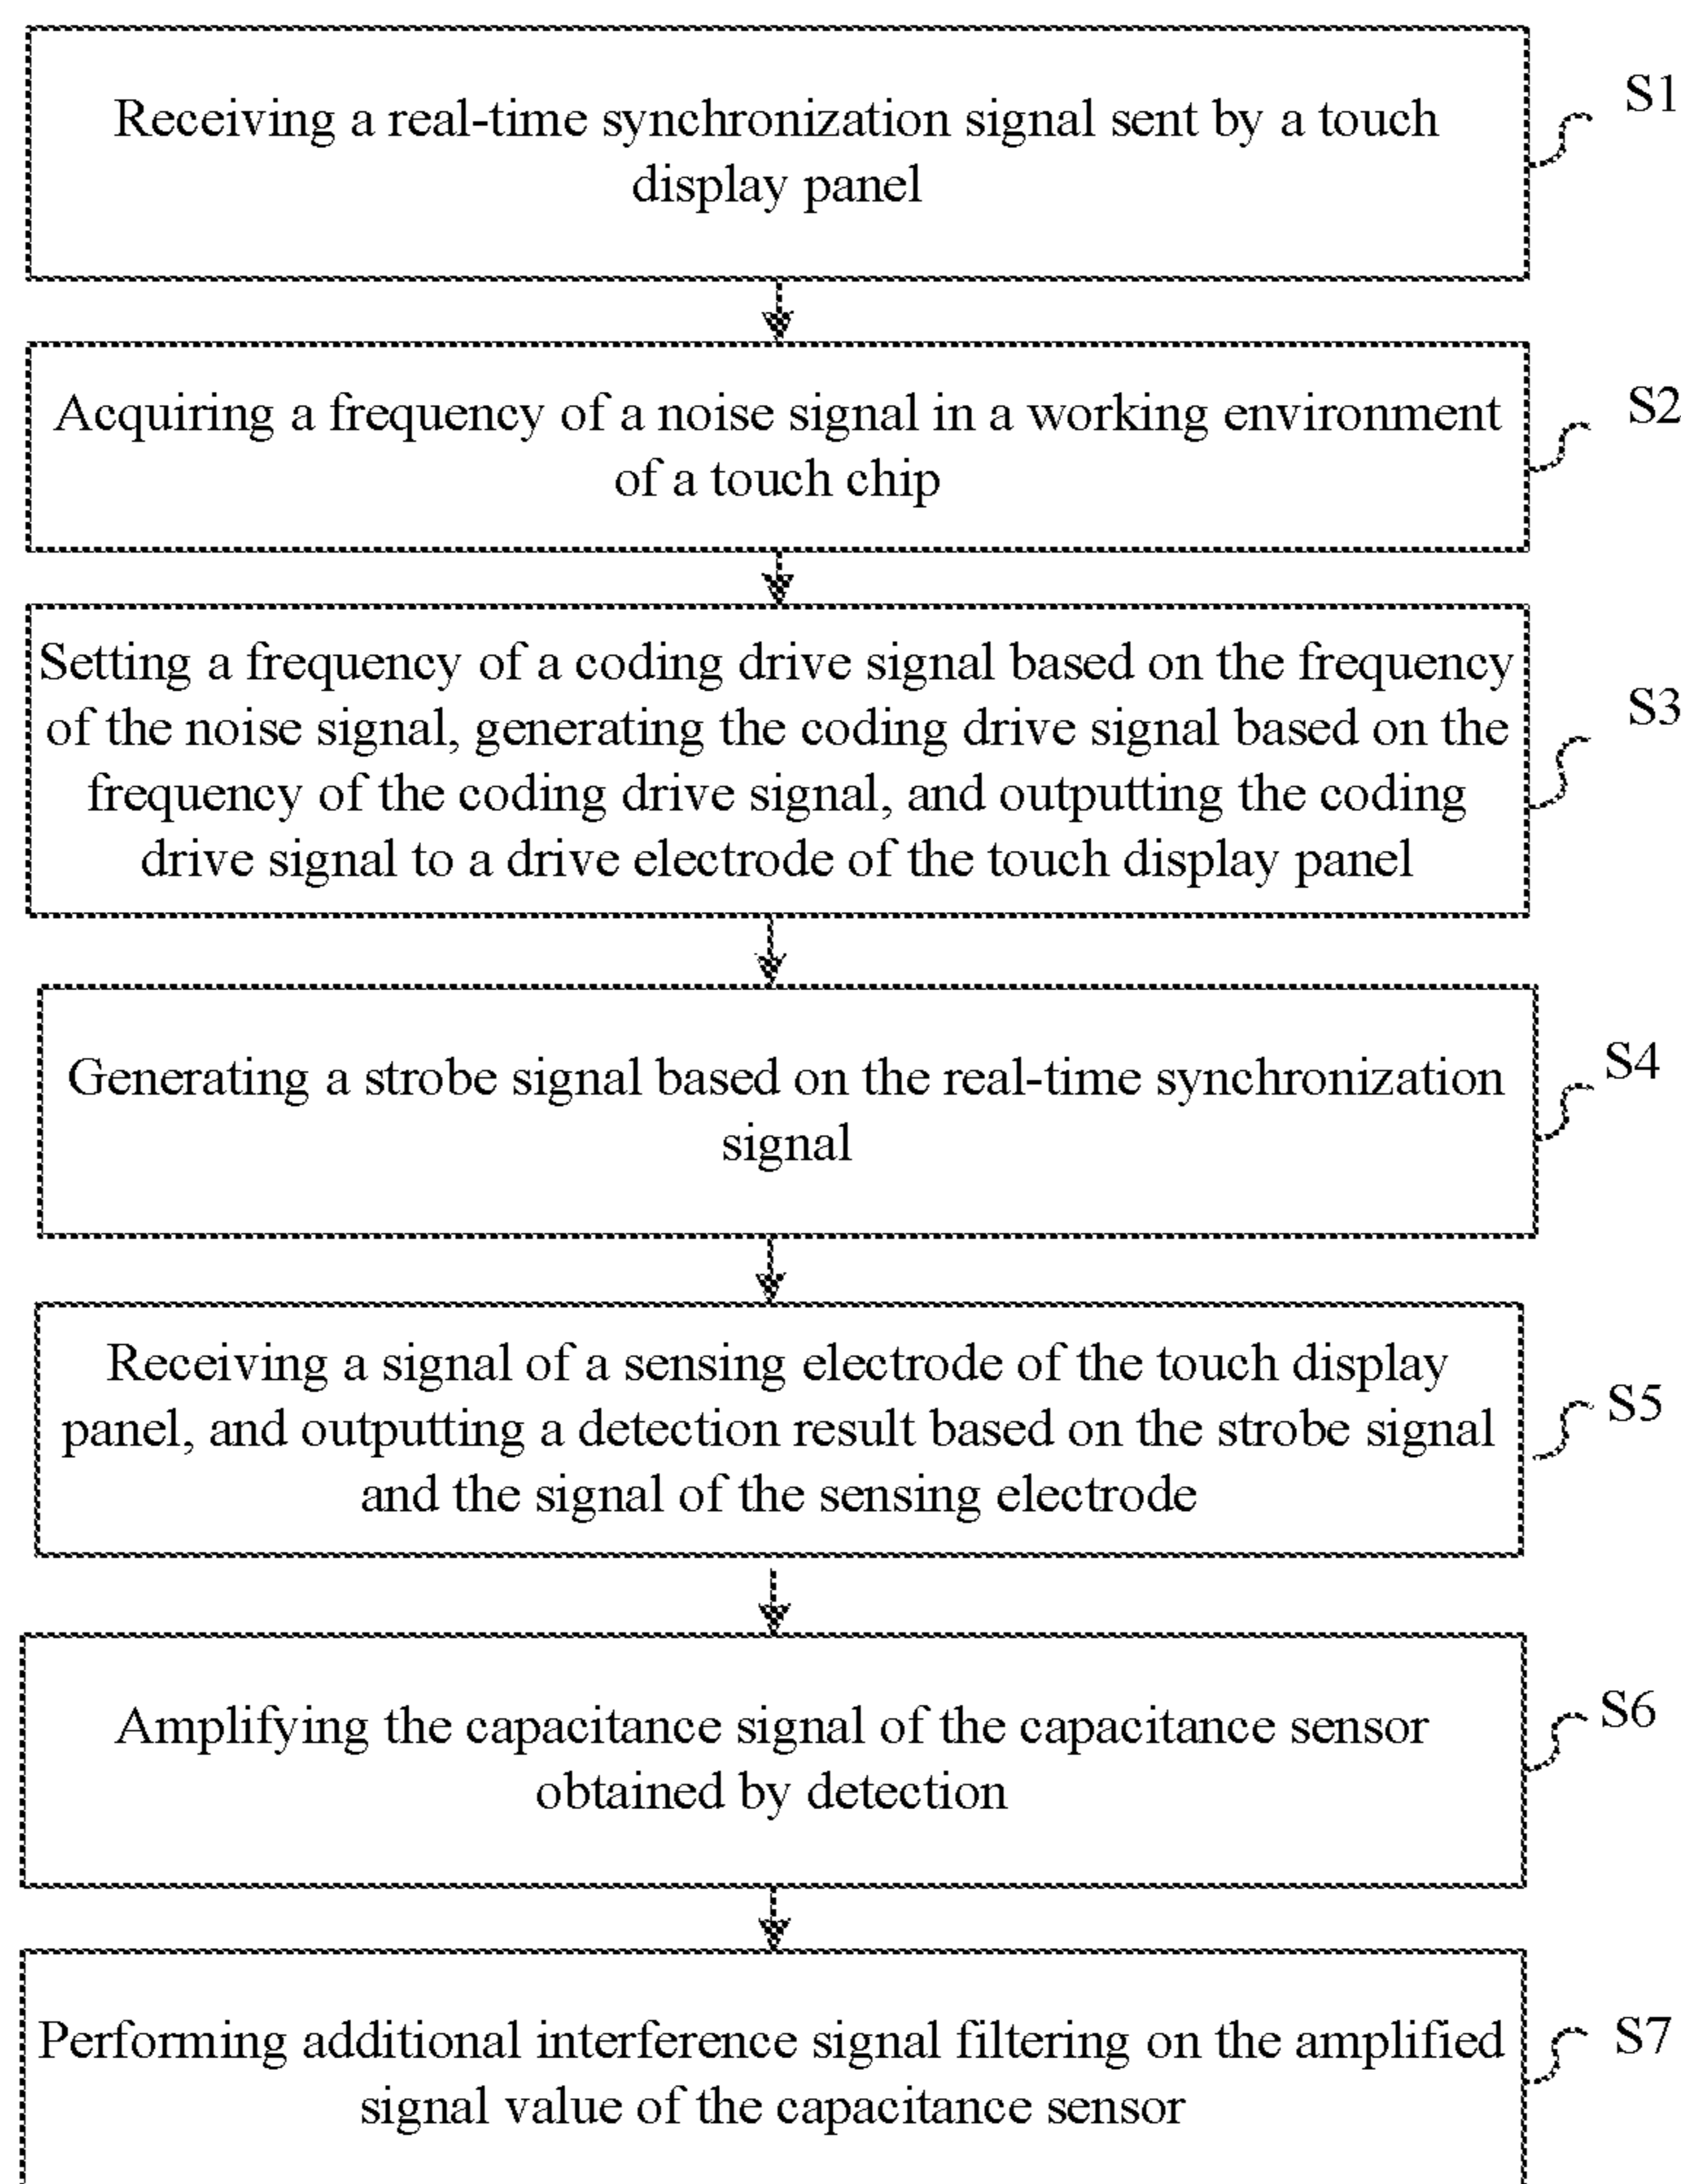 Receiving a real-time synchronization signal sent by a touch
display panel
S1
Acquiring a frequency of a noise signal in a working environment
of a touch chip
S2
Setting a frequency of a coding drive signal based on the frequency
of the noise signal, generating the coding drive signal based on the
frequency of the coding drive signal, and outputting the coding
drive signal to a drive electrode of the touch display panel
S3
Generating a strobe signal based on the real-time synchronization
signal
S4
Receiving a signal of a sensing electrode of the touch display
panel, and outputting a detection result based on the strobe signal
and the signal of the sensing electrode
S5
Amplifying the capacitance signal of the capacitance sensor
obtained by detection
S6
Performing additional interference signal filtering on the amplified
signal value of the capacitance sensor
S7